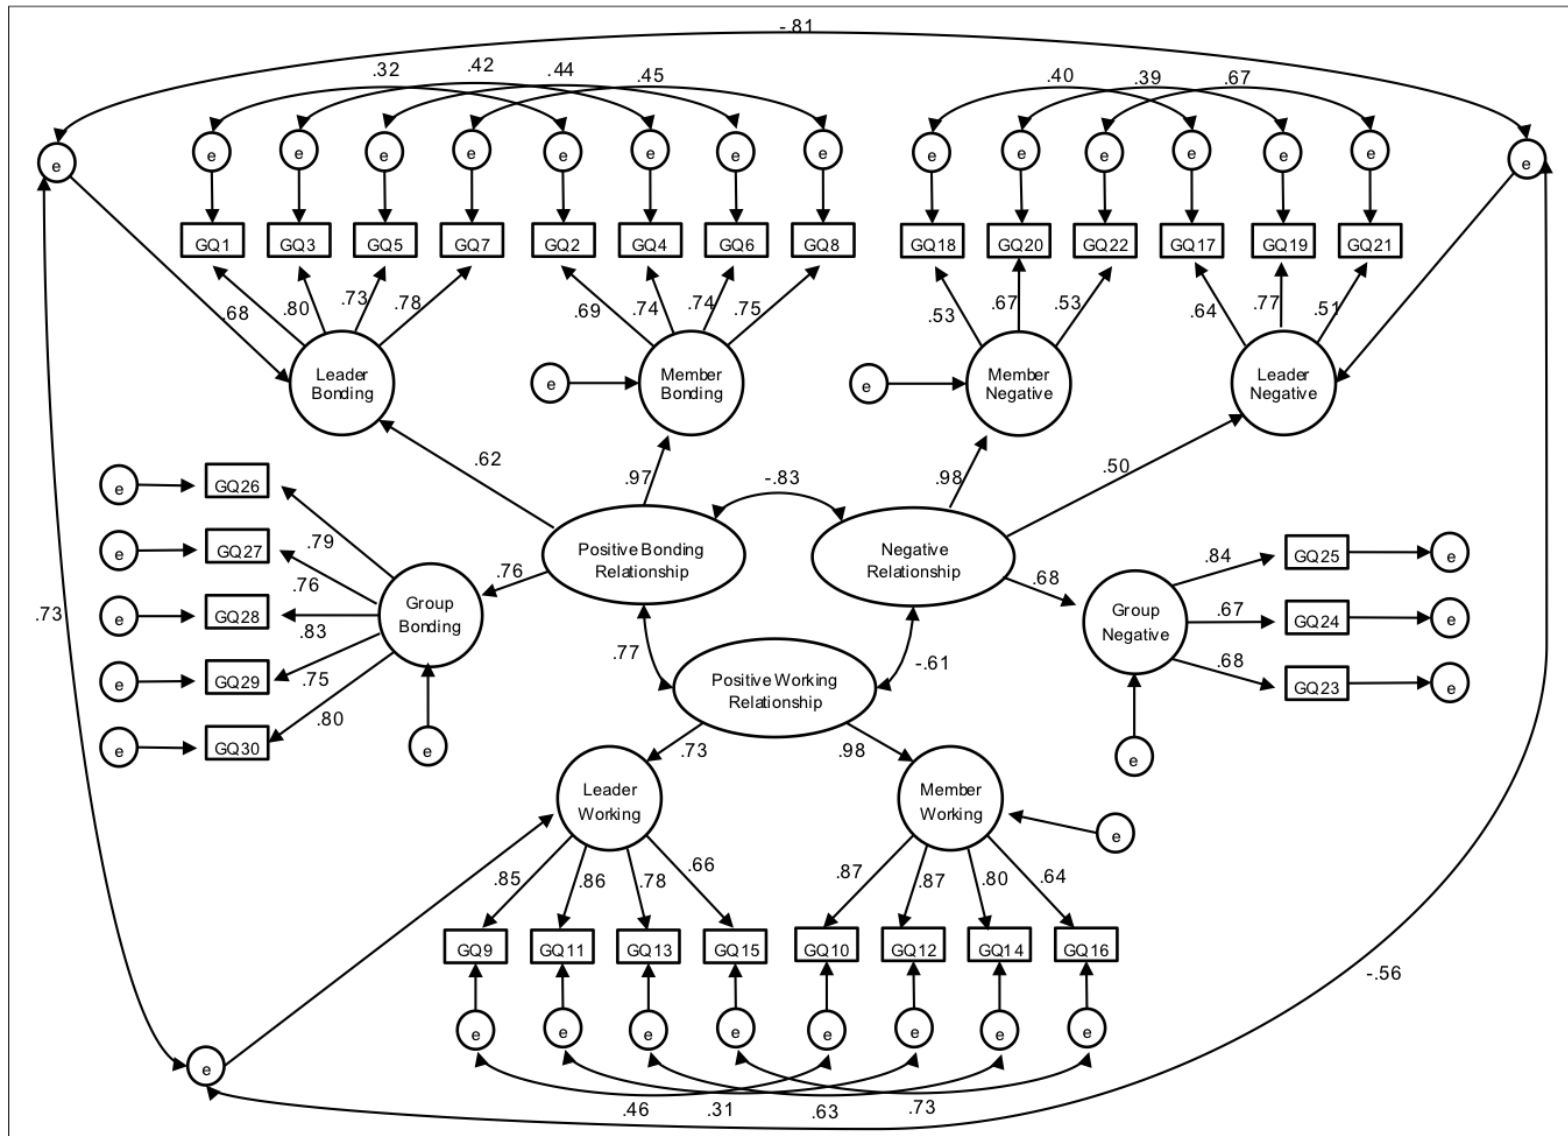 -.81
.32 .42 .44 .45 .40 .39 .67
e e e e e e e e e e e e e e e e
GQ1 GQ3 GQ5 GQ7 GQ2 GQ4 GQ6 GQ8 GQ18 GQ20 GQ22 GQ17 GQ19 GQ21
.68 .80 .73 .78 .69 .74 .74 .75 .53 .67 .53 .64 .77 .51
Leader
Bonding
e
Member
Bonding
e
Member
Negative
Leader
Negative
.62 .97 -.83 .98 .50
e GQ26
e GQ27
e GQ28
e GQ29
e GQ30
.79
.76
.83
.75
.80
Group
Bonding
e
.76
Positive Bonding
Relationship
Negative
Relationship
.68
Group
Negative
e
.84 GQ25 e
.67 GQ24 e
.68 GQ23 e
.73
.77
Positive Working
Relationship
-.61
.73 .98
Leader
Working
Member
Working
e
.85 .86 .78 .66 .87 .87 .80 .64
GQ9 GQ11 GQ13 GQ15 GQ10 GQ12 GQ14 GQ16
-.56
e e e e e e e e
e
.46 .31 .63 .73